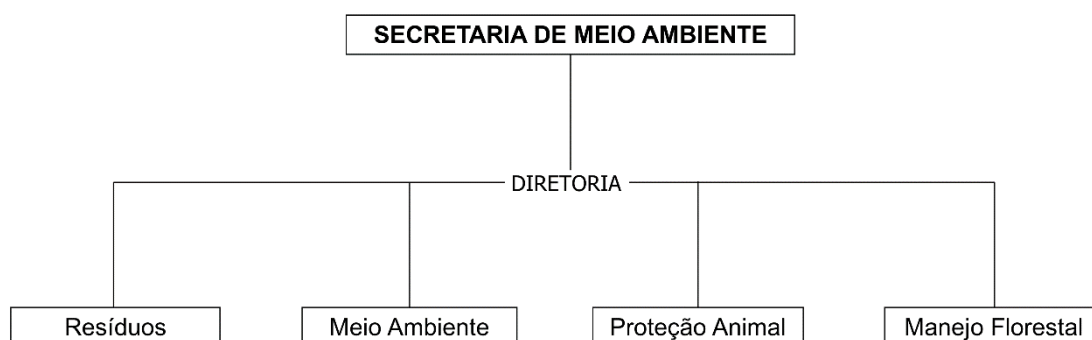 SECRETARIA DE MEIO AMBIENTE
DIRETORIA
Resíduos
Meio Ambiente
Proteção Animal
Manejo Florestal